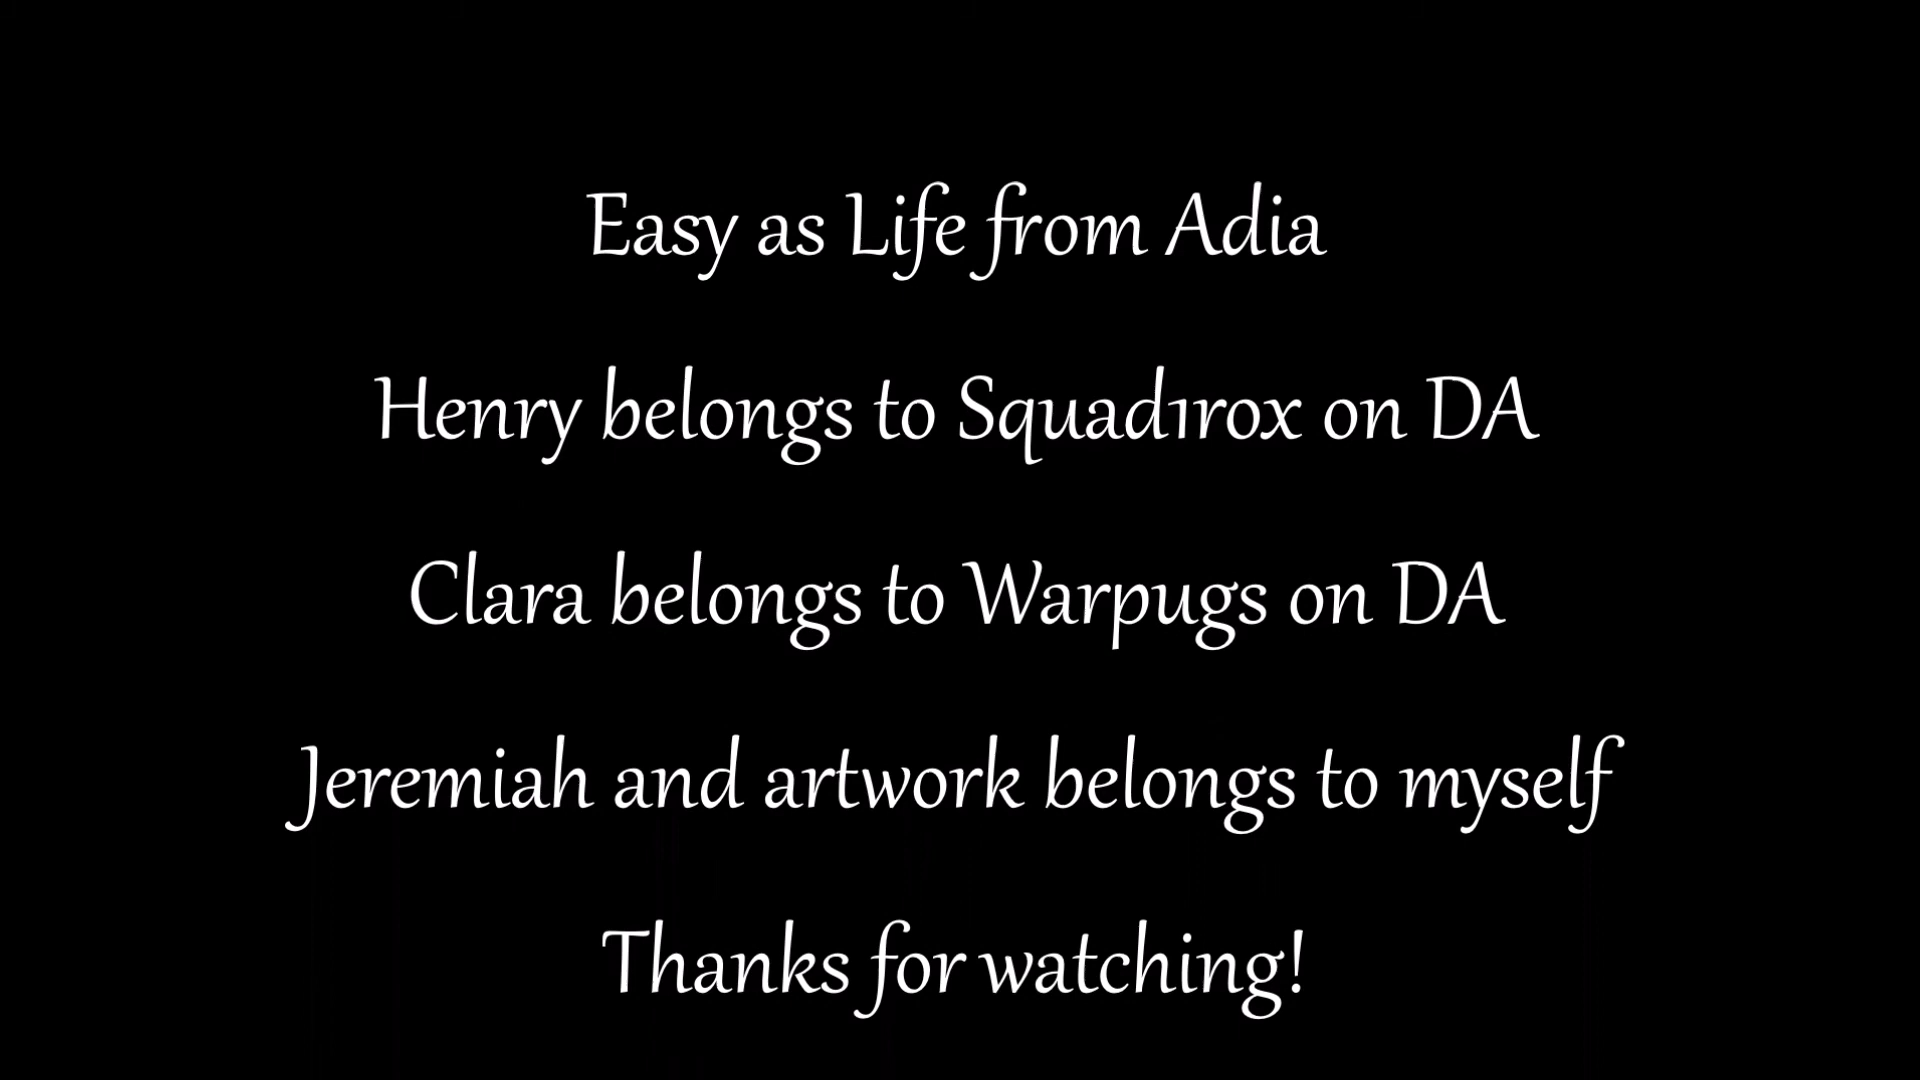 Easy as Life from Adia
Henry belongs to Squad1rox on DA
Clara belongs to Warpugs on DA
Jeremiah and artwork belongs to myself
Thanks for watching!